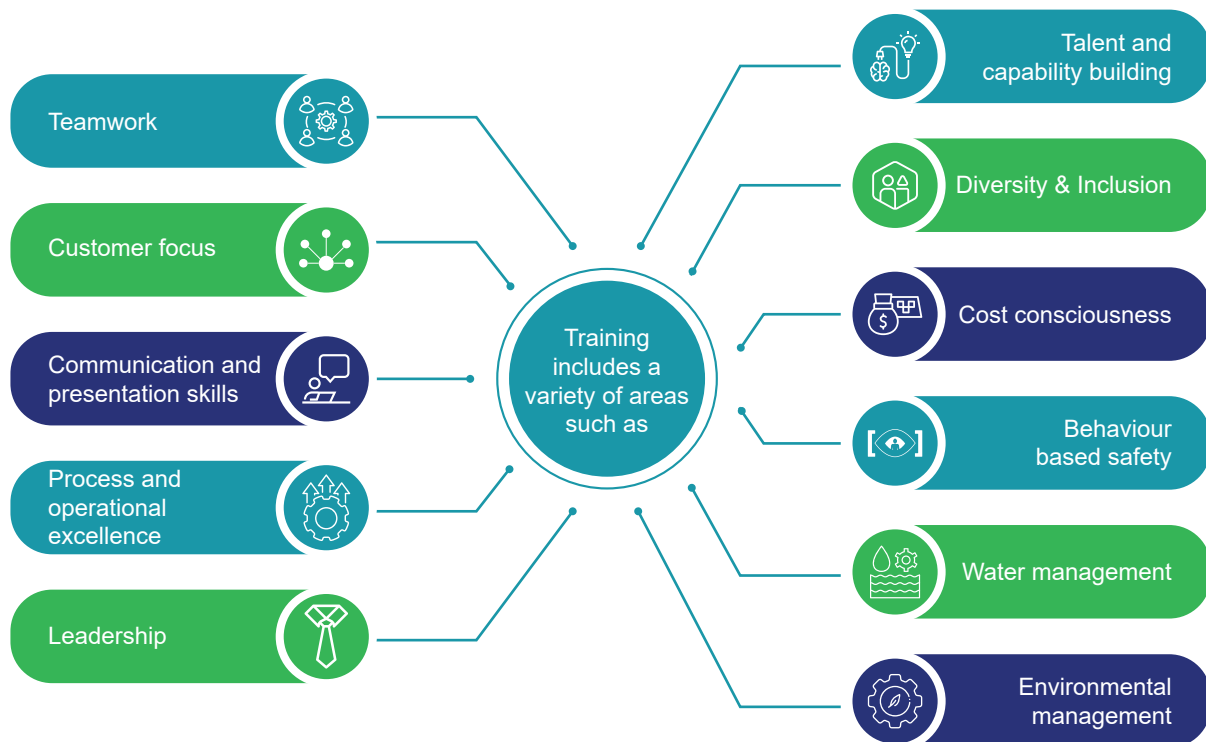 Teamwork
Customer focus
Communication and
presentation skills
Process and
operational
excellence
Leadership
Training
includes a
variety of areas
such as
Talent and
capability building
Diversity & Inclusion
Cost consciousness
Behaviour
based safety
Water management
Environmental
management